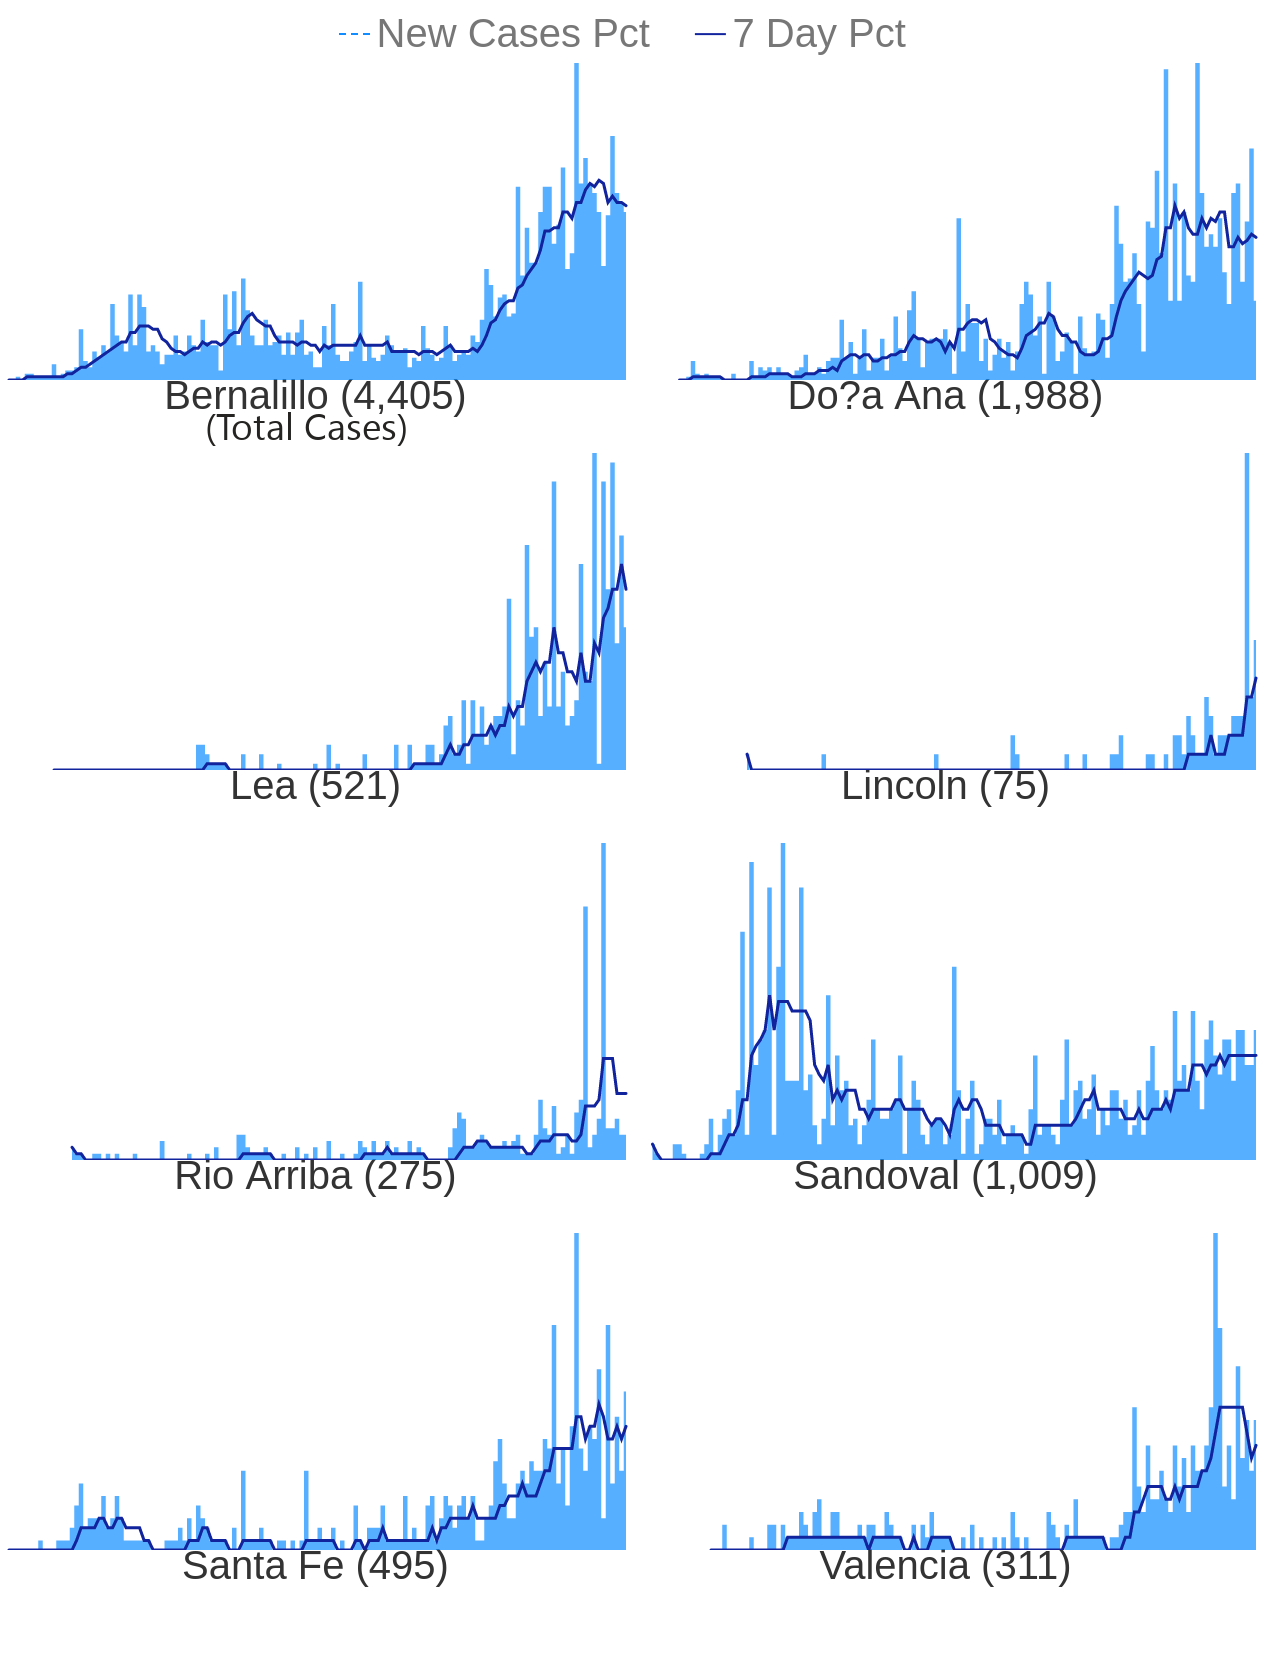 New Cases Pct 7 Day Pct
Bernalillo (4,405) Do?a Ana (1,988)
(Total Cases)
Lea (521) Lincoln (75)
Rio Arriba (275) Sandoval (1,009)
Santa Fe (495) Valencia (311)